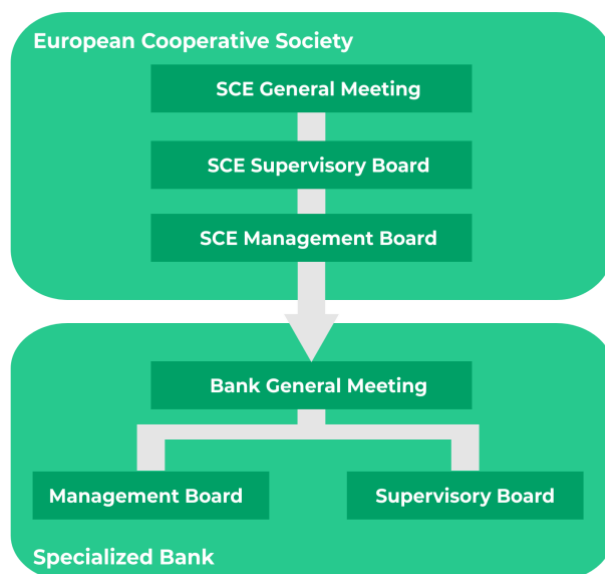 European Cooperative Society
SCE General Meeting
SCE Supervisory Board
SCE Management Board
Bank General Meeting
Management Board
Supervisory Board
Specialized Bank